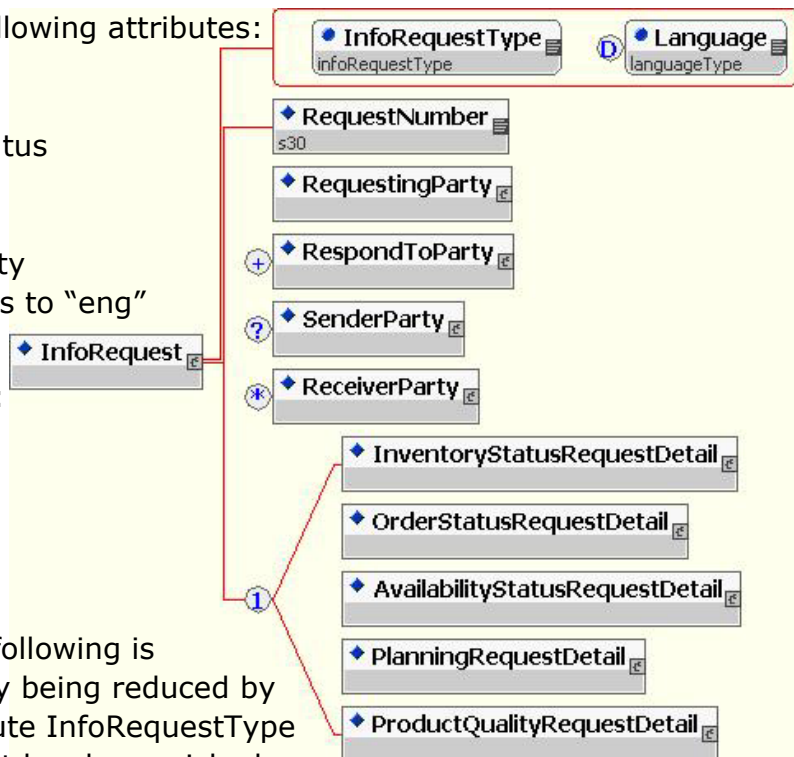 llowing attributes:
InfoRequestType
infoRequestType
D
Language
languageType
RequestNumber
s30
tus
RequestingParty
ty
+
RespondToParty
s to “eng”
?
SenderParty
InfoRequest
*
ReceiverParty
:
InventoryStatusRequestDetail
OrderStatusRequestDetail
1
AvailabilityStatusRequestDetail
following is
PlanningRequestDetail
y being reduced by
ute InfoRequestType
ProductQualityRequestDetail